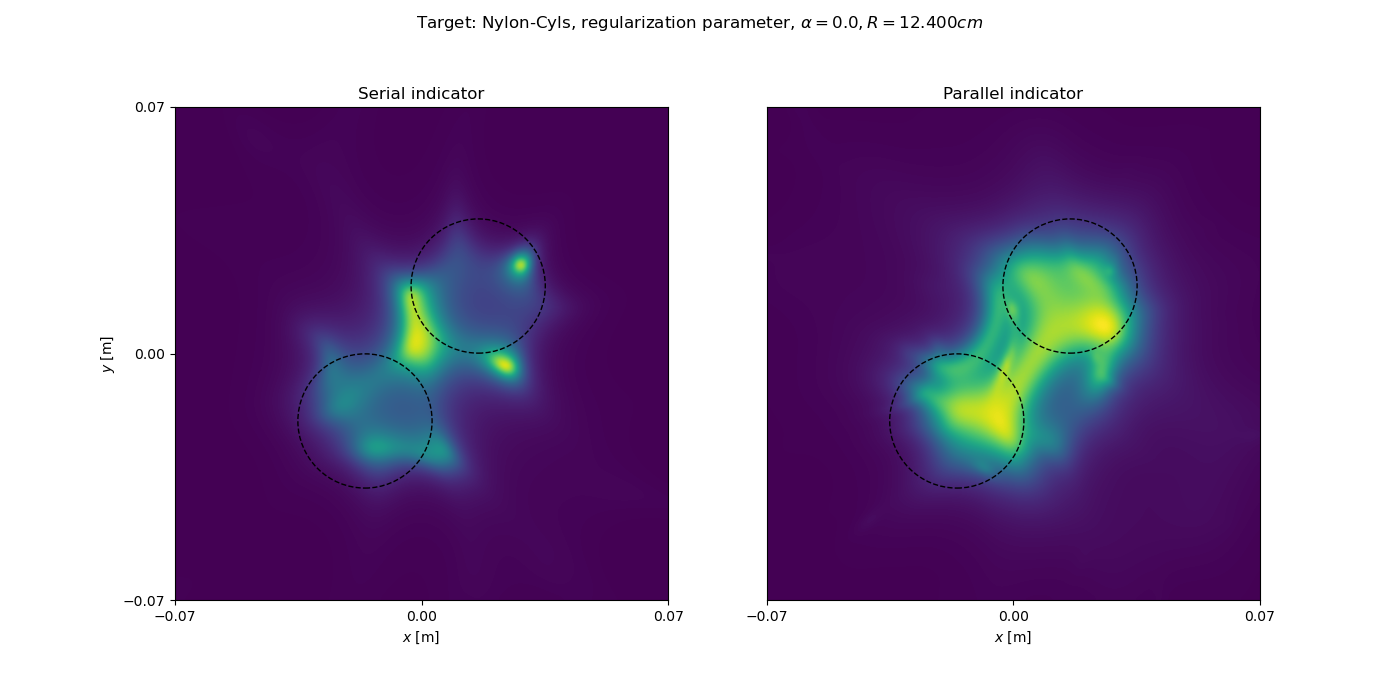 Target: Nylon-Cyls, regularization parameter, α = 0.0, R = 12.400cm
Serial indicator
Parallel indicator
0.07
0.00
−0.07
y [m]
−0.07
0.00
0.07
x [m]
−0.07
0.00
0.07
x [m]